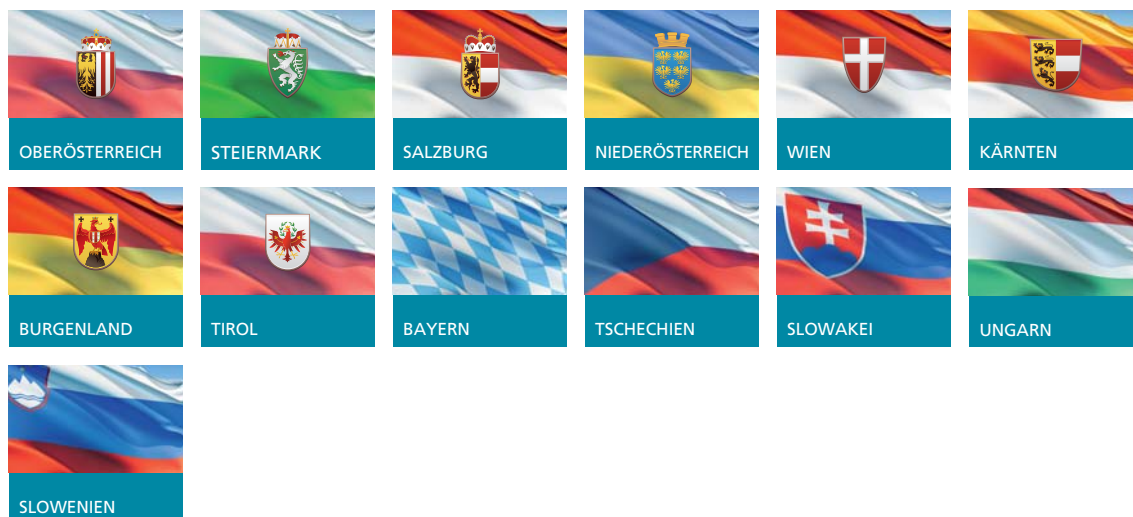 OBERÖSTERREICH
STEIERMARK
SALZBURG
NIEDERÖSTERREICH
WIEN
KÄRNTEN
BURGENLAND
TIROL
BAYERN
TSCHECHIEN
SLOWAKEI
UNGARN
SLOWENIEN